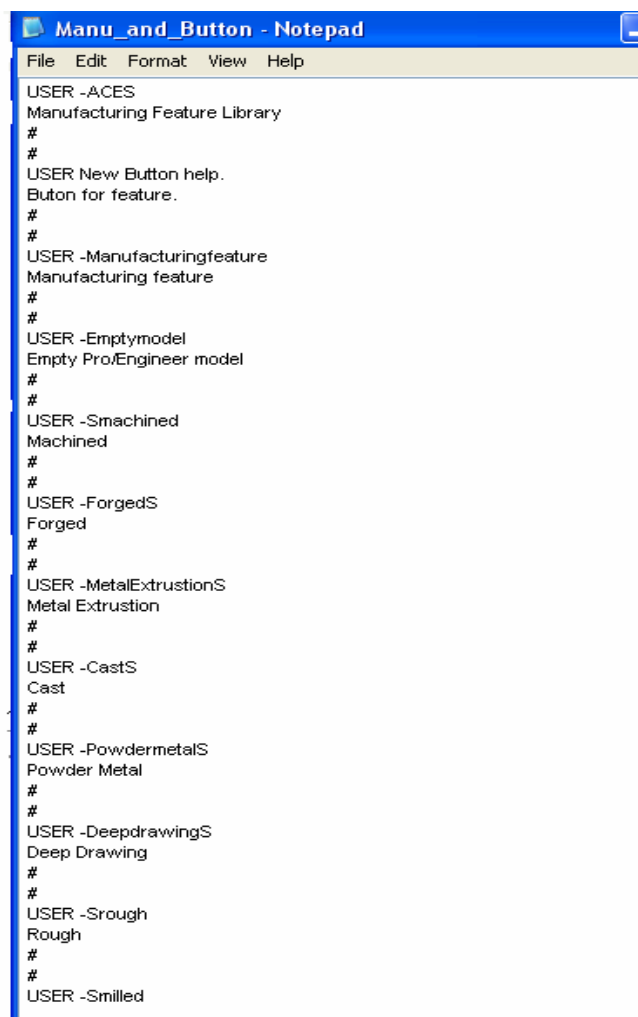 Manu_and_Button - Notepad
File Edit Format View Help
USER -ACES
Manufacturing Feature Library
#
#
USER New Button help.
Buton for feature.
#
#
USER -Manufacturingfeature
Manufacturing feature
#
#
USER -Emptymodel
Empty Pro/Engineer model
#
#
USER -Smachined
Machined
#
#
USER -ForgedS
Forged
#
#
USER -MetalExtrustionS
Metal Extrustion
#
#
USER -CastS
Cast
#
#
USER -PowdermetalS
Powder Metal
#
#
USER -DeepdrawingS
Deep Drawing
#
#
USER -Srough
Rough
#
#
USER -Smilled